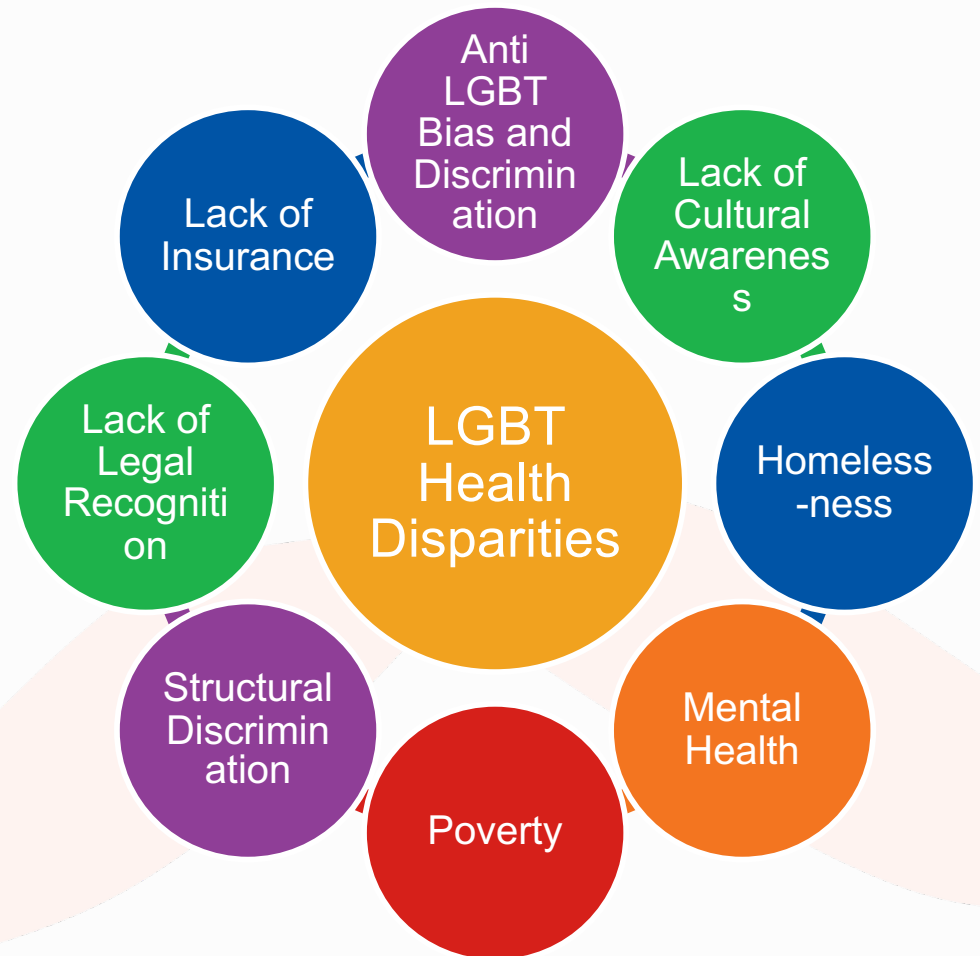 Anti
LGBT
Bias and
Discrimin
ation
Lack of
Cultural
Awarenes
s
Homeless
-ness
Mental
Health
Poverty
Structural
Discrimin
ation
Lack of
Legal
Recogniti
on
Lack of
Insurance
LGBT
Health
Disparities